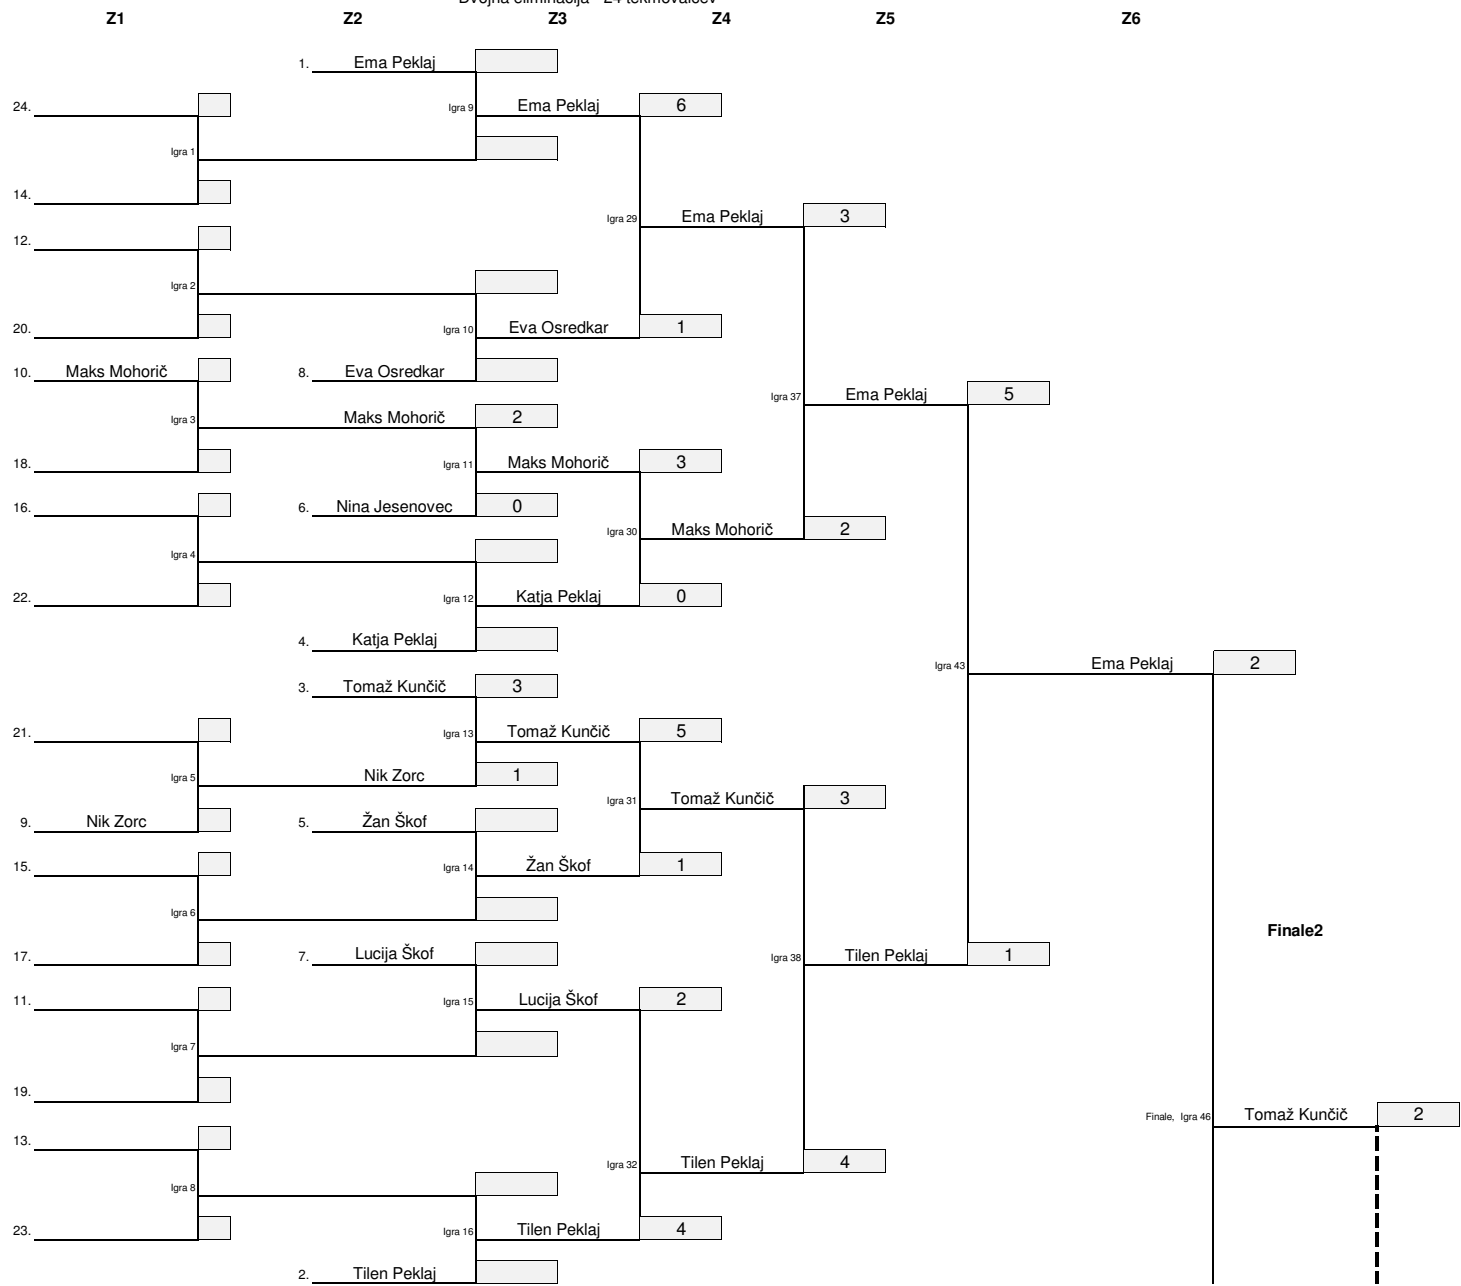 Dvojna eliminacija - 24 tekmovalcev
Z1 Z2 Z3 Z4 Z5 Z6
1. Ema Peklaj
24. Igra 9 Ema Peklaj 6
Igra 1
14.
Igra 29 Ema Peklaj 3
12.
Igra 2
20. Igra 10 Eva Osredkar 1
10. Maks Mohorič 8. Eva Osredkar
Igra 37 Ema Peklaj 5
Igra 3 Maks Mohorič 2
18. Igra 11 Maks Mohorič 3
16. 6. Nina Jesenovec 0
Igra 30 Maks Mohorič 2
Igra 4
22. Igra 12 Katja Peklaj 0
4. Katja Peklaj
Igra 43 Ema Peklaj 2
3. Tomaž Kunčič 3
21. Igra 13 Tomaž Kunčič 5
Igra 5 Nik Zorc 1
Igra 31 Tomaž Kunčič 3
9. Nik Zorc 5. Žan Škof
15. Igra 14 Žan Škof 1
Igra 6
Finale2
17. 7. Lucija Škof Igra 38 Tilen Peklaj 1
11. Igra 15 Lucija Škof 2
Igra 7
19.
Finale, Igra 46 Tomaž Kunčič 2
13.
Igra 32 Tilen Peklaj 4
Igra 8
23. Igra 16 Tilen Peklaj 4
2. Tilen Peklaj